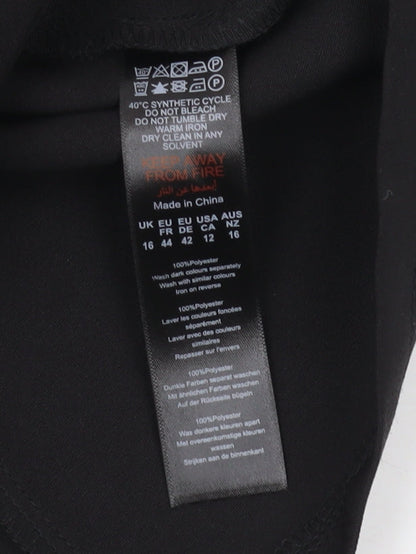 40°C SYNTHETIC CYCLE
DO NOT BLEACH
DO NOT TUMBLE DRY
WARM IRON
DRY CLEAN IN ANY
SOLVENT
KEEP AWAY
FROM FIRE
إبعدها عن النار
Made in China
UK EU EU USA AUS
FR DE NZ
16 44 42 12 16
100%Polyester
Wash dark colours separately
Wash with similar colours
Iron on reverse
100%Polyester
Laver les couleurs foncées
séparément
Laver avec des couleurs
similaires
Repasser sur l'envers
100%Polyester
Dunkle Farben separat waschen
Mit ähnlichen Farben waschen
Auf der Rückseite bügeln
100%Polyester
Was donkere kleuren apart
Met overeenkomstige kleuren
wassen
Strijken aan de binnenkant